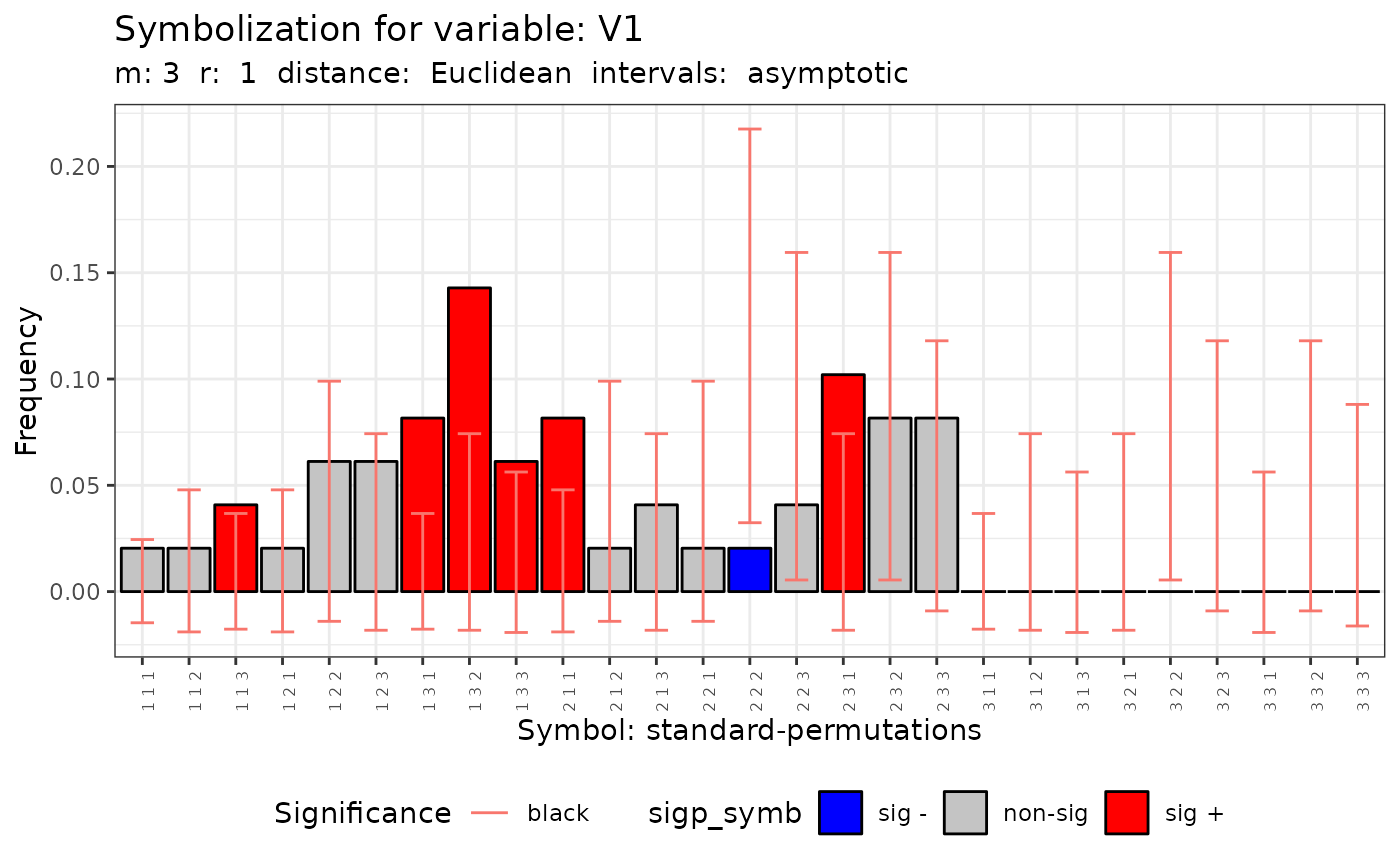 Symbolization for variable: V1
m: 3 r: 1 distance: Euclidean intervals: asymptotic
Frequency
0.20
0.15
0.10
0.05
0.00
1 1 1
1 1 2
1 1 3
1 2 1
1 2 2
1 2 3
1 3 1
1 3 2
1 3 3
2 1 1
2 1 2
2 1 3
2 2 1
2 2 2
2 2 3
2 3 1
2 3 2
2 3 3
3 1 1
3 1 2
3 1 3
3 2 1
3 2 2
3 2 3
3 3 1
3 3 2
3 3 3
Symbol: standard-permutations
Significance black sigp_symb sig - non-sig sig +